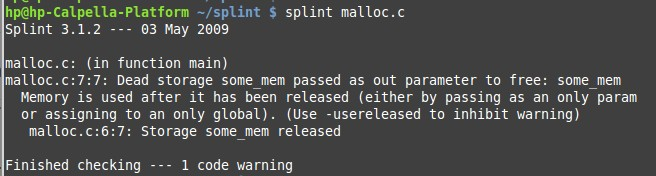 hp@hp-Calpella-Platform ~/splint $ splint malloc.c
Splint 3.1.2 --- 03 May 2009
malloc.c: (in function main)
malloc.c:7:7: Dead storage some_mem passed as out parameter to free: some_mem
Memory is used after it has been released (either by passing as an only param
or assigning to an only global). (Use -usereleased to inhibit warning)
malloc.c:6:7: Storage some_mem released
Finished checking --- 1 code warning